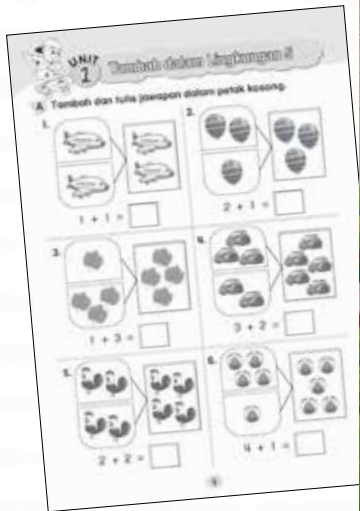 UNIT
1 Tambah dalam Lingkungan 5
A Tambah dan tulis jawapan dalam petak kosong.
1. 2.
1 + 1 = 2 + 1 =
3. 4.
1 + 3 = 3 + 2 =
5. 6.
2 + 2 = 4 + 1 =